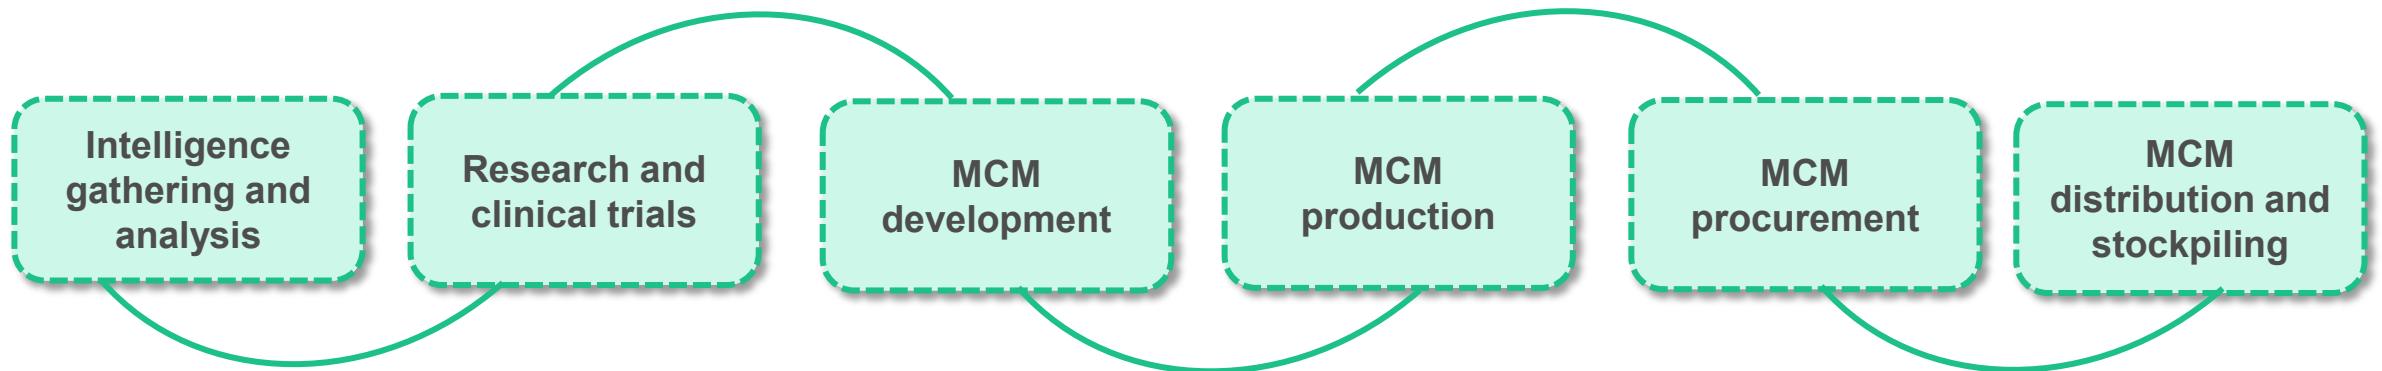 Intelligence
gathering and
analysis
Research and
clinical trials
MCM
development
MCM
production
MCM
procurement
MCM
distribution and
stockpiling